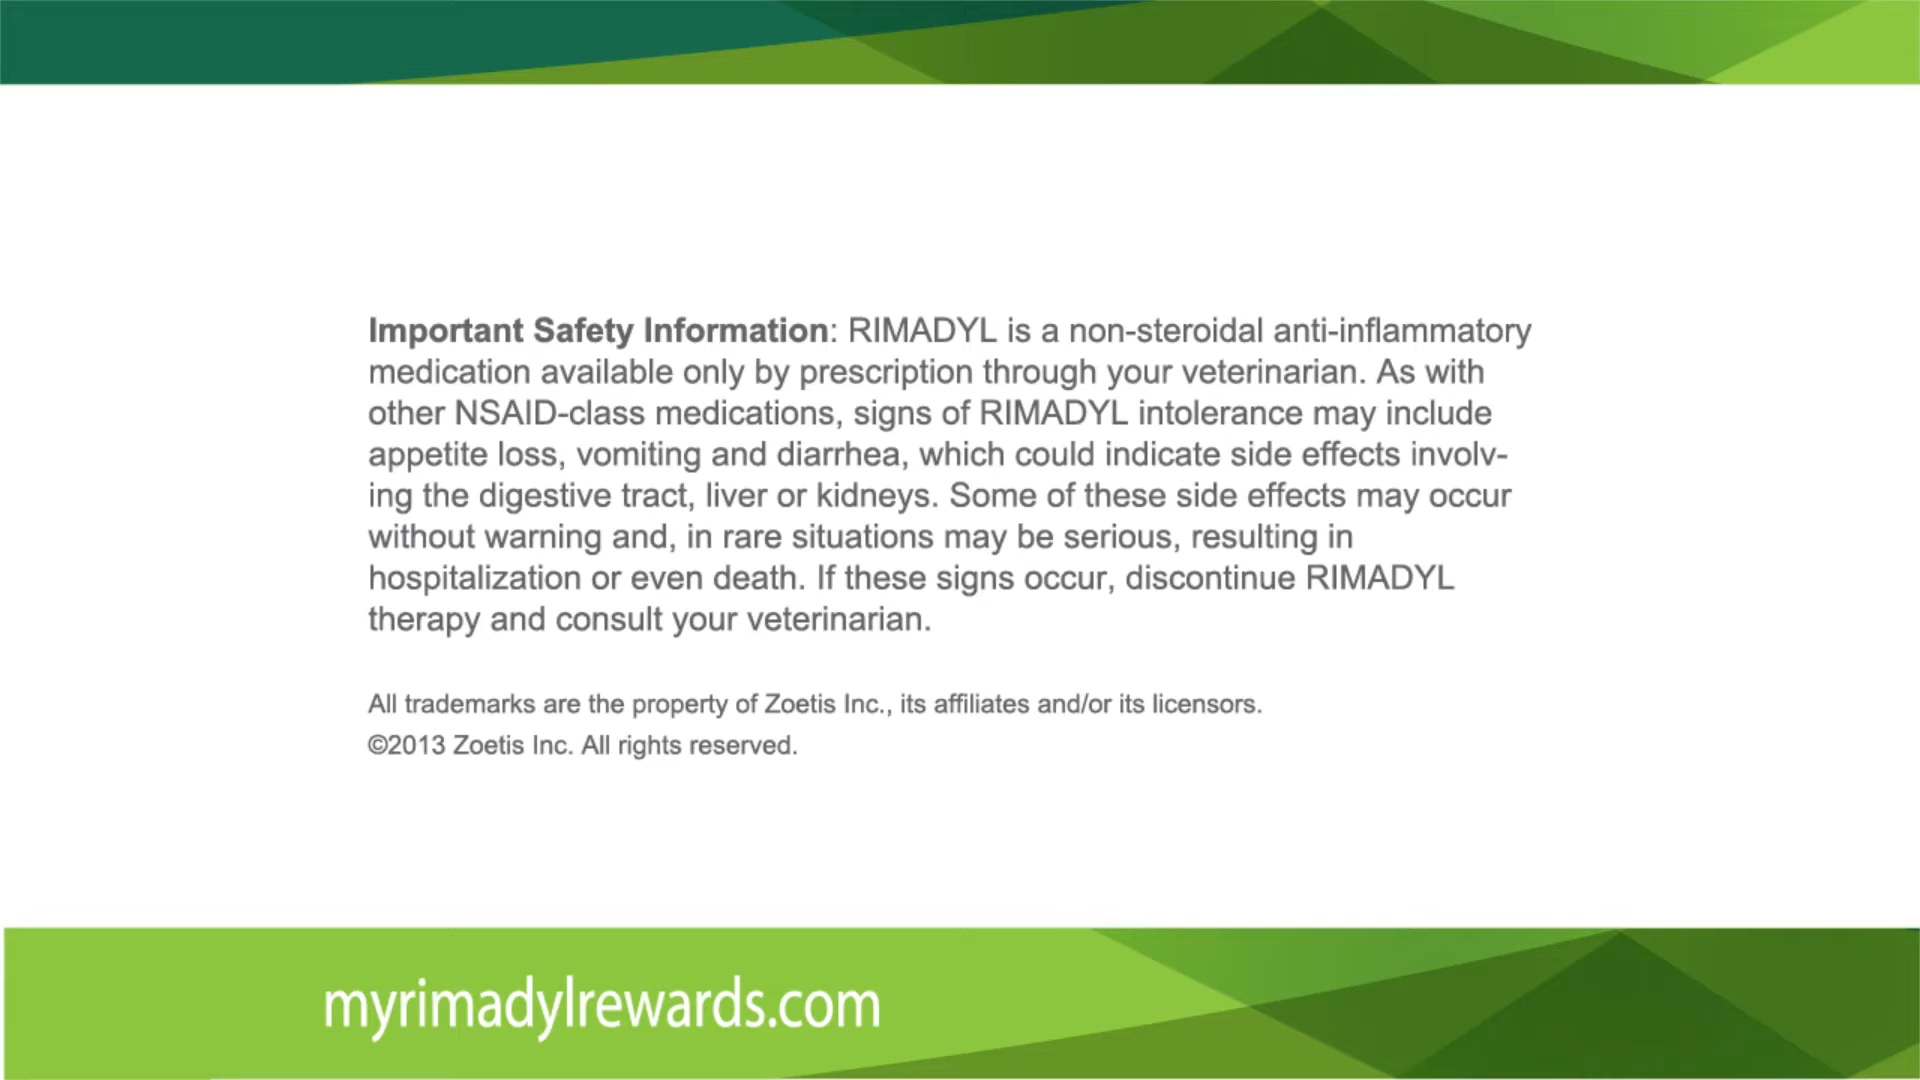 Important Safety Information: RIMADYL is a non-steroidal anti-inflammatory
medication available only by prescription through your veterinarian. As with
other NSAID-class medications, signs of RIMADYL intolerance may include
appetite loss, vomiting and diarrhea, which could indicate side effects involv-
ing the digestive tract, liver or kidneys. Some of these side effects may occur
without warning and, in rare situations may be serious, resulting in
hospitalization or even death. If these signs occur, discontinue RIMADYL
therapy and consult your veterinarian.
All trademarks are the property of Zoetis Inc., its affiliates and/or its licensors.
©2013 Zoetis Inc. All rights reserved.
myrimadylrewards.com